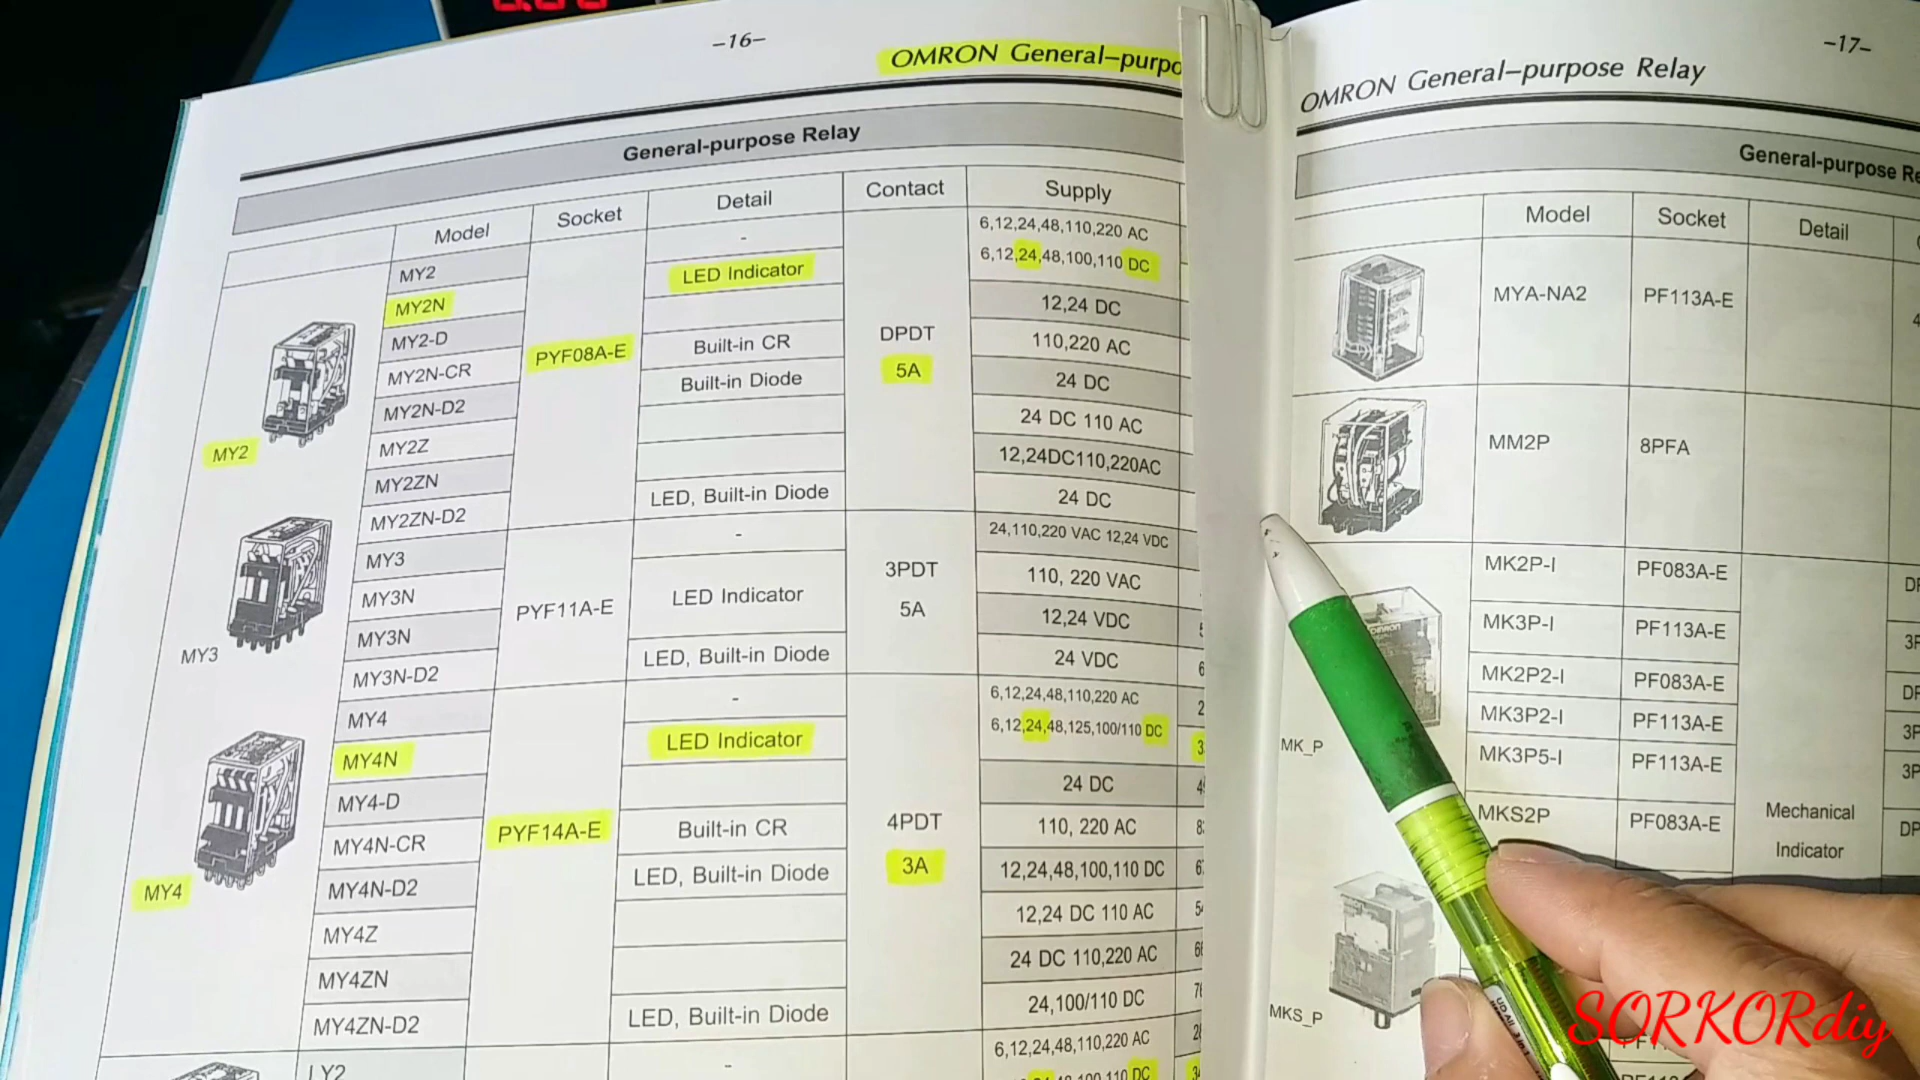 –16–
OMRON General–purpo
General-purpose Relay
Model
Socket
Detail
Contact
Supply
MY2
-
6,12,24,48,110,220 AC
MY2N
LED Indicator
6,12,24,48,100,110 DC
MY2-D
12,24 DC
MY2N-CR
Built-in CR
110,220 AC
MY2N-D2
Built-in Diode
24 DC
MY2Z
24 DC 110 AC
MY2ZN
12,24DC110,220AC
MY2ZN-D2
LED, Built-in Diode
24 DC
PYF08A-E
DPDT
5A
MY2
MY3
-
24,110,220 VAC 12,24 VDC
MY3N
LED Indicator
110, 220 VAC
MY3N
12,24 VDC
MY3N-D2
LED, Built-in Diode
24 VDC
PYF11A-E
3PDT
5A
MY3
MY4
-
6,12,24,48,110,220 AC
MY4N
LED Indicator
6,12,24,48,125,100/110 DC
MY4-D
24 DC
MY4N-CR
Built-in CR
110, 220 AC
MY4N-D2
LED, Built-in Diode
12,24,48,100,110 DC
MY4Z
12,24 DC 110 AC
MY4ZN
24 DC 110,220 AC
MY4ZN-D2
LED, Built-in Diode
24,100/110 DC
PYF14A-E
4PDT
3A
MY4
LY2
-
6,12,24,48,110,220 AC
–17–
OMRON General–purpose Relay
General-purpose Re
Model
Socket
Detail
MYA-NA2
PF113A-E
MM2P
8PFA
MK2P-I
PF083A-E
MK3P-I
PF113A-E
MK2P2-I
PF083A-E
MK3P2-I
PF113A-E
MK3P5-I
PF113A-E
MKS2P
PF083A-E
Mechanical
Indicator
MK_P
MKS_P
SORKORdiy